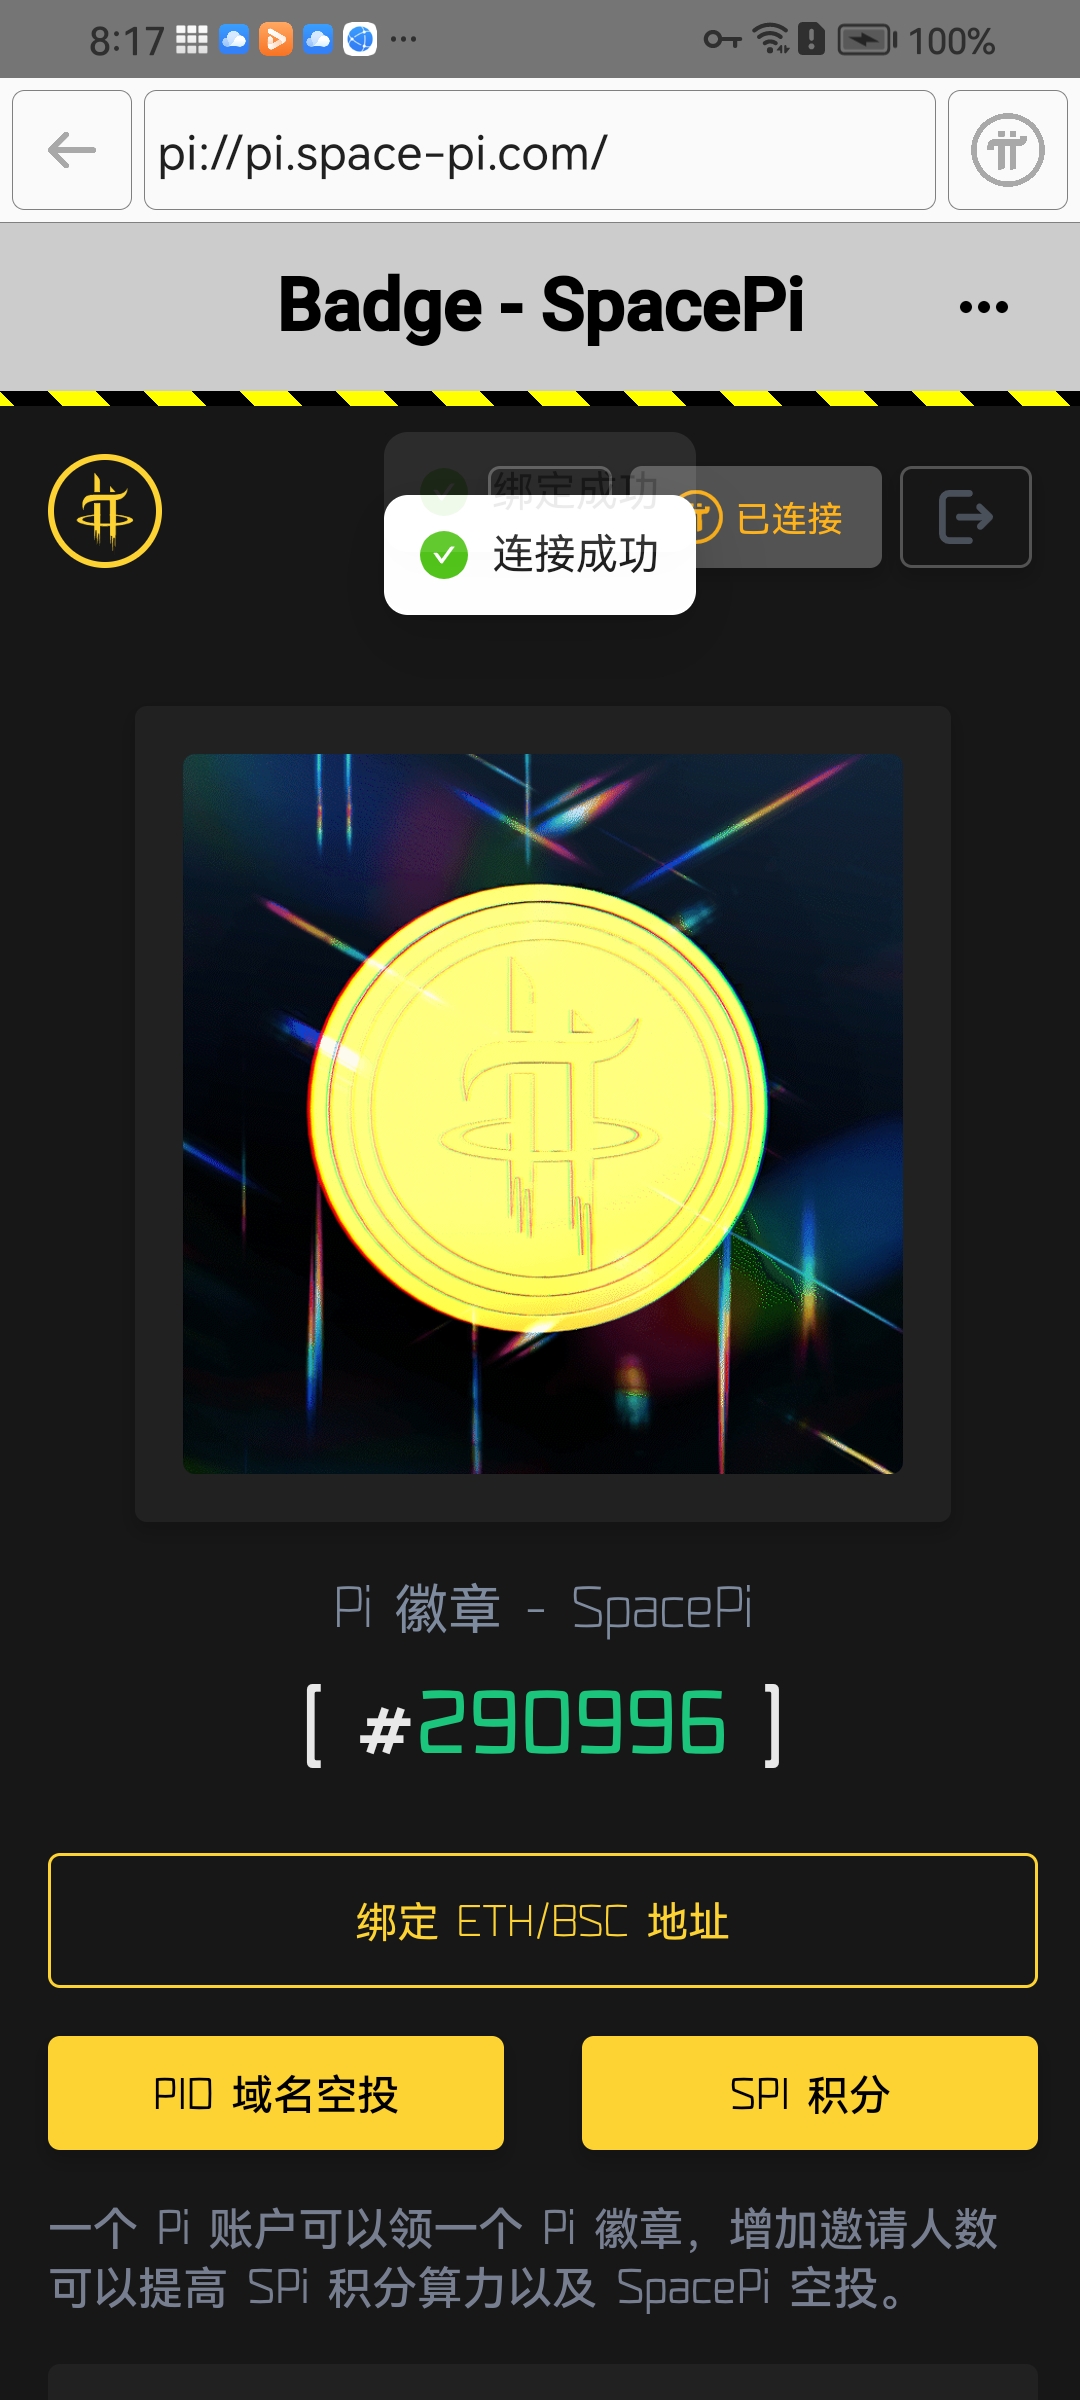 8:17
100%
pi://pi.space-pi.com/
Badge - SpacePi
绑定成功
连接成功
已连接
Pi 徽章 - SpacePi
[ #290996 ]
绑定 ETH/BSC 地址
PID 域名空投
SPI 积分
一个 Pi 账户可以领一个 Pi 徽章，增加邀请人数
可以提高 SPi 积分算力以及 SpacePi 空投。